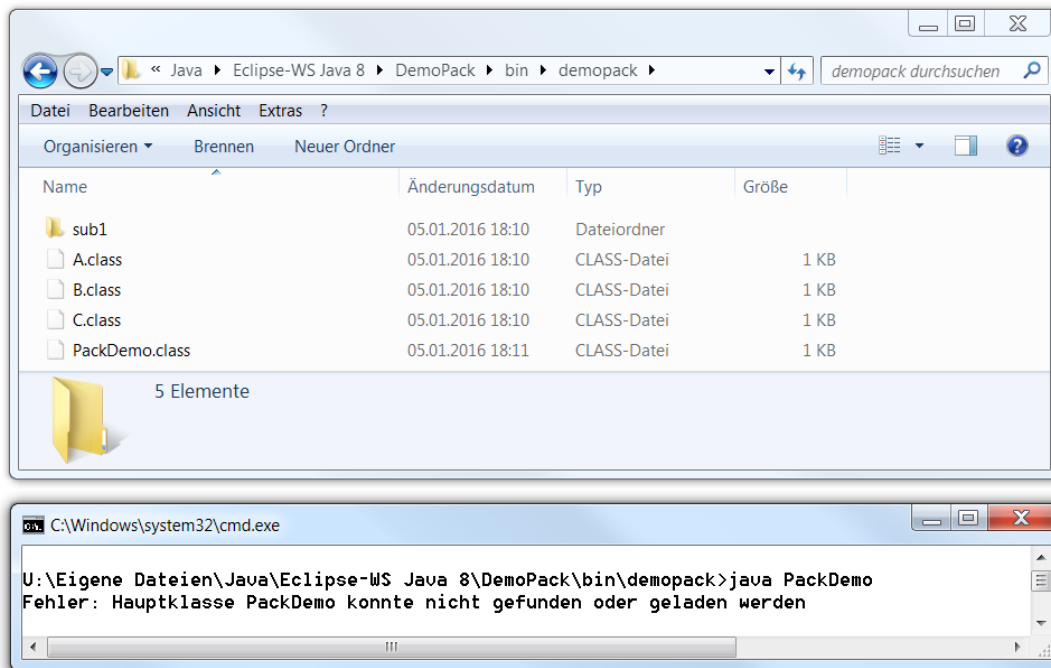 « Java ▸ Eclipse-WS Java 8 ▸ DemoPack ▸ bin ▸ demopack ▸ demopack durchsuchen
Datei Bearbeiten Ansicht Extras ?
Organisieren Brennen Neuer Ordner
Name Änderungsdatum Typ Größe
sub1 05.01.2016 18:10 Dateiordner
A.class 05.01.2016 18:10 CLASS-Datei 1 KB
B.class 05.01.2016 18:10 CLASS-Datei 1 KB
C.class 05.01.2016 18:10 CLASS-Datei 1 KB
PackDemo.class 05.01.2016 18:11 CLASS-Datei 1 KB
5 Elemente
C:\Windows\system32\cmd.exe
U:\Eigene Dateien\Java\Eclipse-WS Java 8\DemoPack\bin\demopack>java PackDemo
Fehler: Hauptklasse PackDemo konnte nicht gefunden oder geladen werden